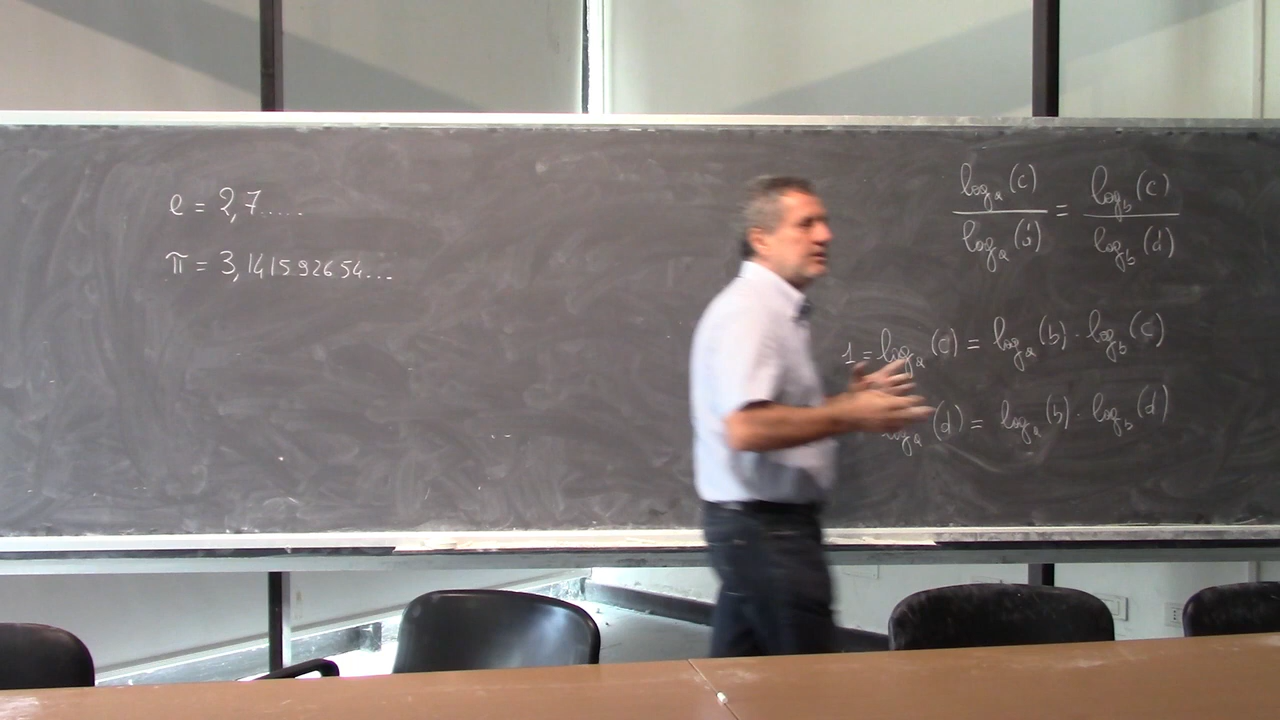 e = 2,7.....
π = 3,141592654...
logₐ(c) / logₐ(d) = log_b(c) / log_b(d)
1 = logₐ(c) = logₐ(b) · log_b(c)
logₐ(d) = logₐ(b) · log_b(d)